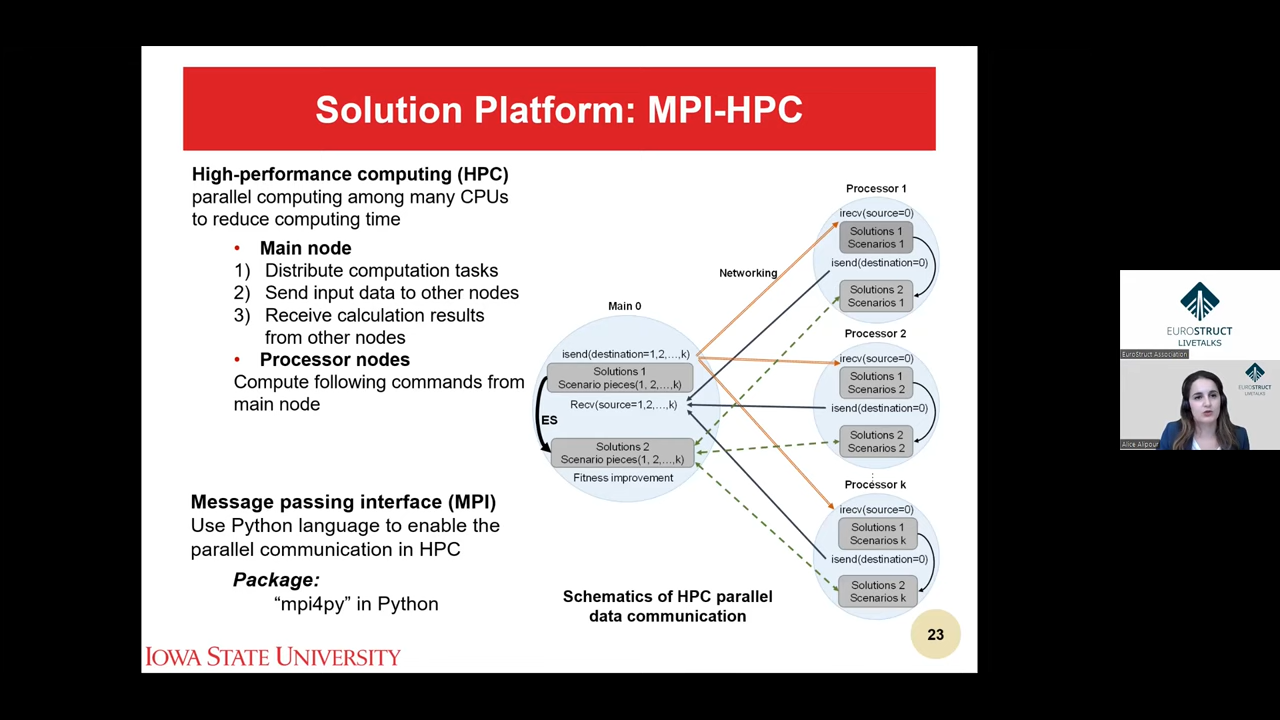 Solution Platform: MPI-HPC
High-performance computing (HPC)
parallel computing among many CPUs
to reduce computing time
• Main node
1) Distribute computation tasks
2) Send input data to other nodes
3) Receive calculation results
from other nodes
• Processor nodes
Compute following commands from
main node
Message passing interface (MPI)
Use Python language to enable the
parallel communication in HPC
Package:
“mpi4py” in Python
IOWA STATE UNIVERSITY
Networking
Main 0
isend(destination=1,2,…,k)
Solutions 1
Scenario pieces(1, 2,…,k)
Recv(source=1,2,…,k)
ES
Solutions 2
Scenario pieces(1, 2,…,k)
Fitness improvement
Processor 1
irecv(source=0)
Solutions 1
Scenarios 1
isend(destination=0)
Solutions 2
Scenarios 1
Processor 2
irecv(source=0)
Solutions 1
Scenarios 2
isend(destination=0)
Solutions 2
Scenarios 2
⋮
Processor k
irecv(source=0)
Solutions 1
Scenarios k
isend(destination=0)
Solutions 2
Scenarios k
Schematics of HPC parallel
data communication
23
EUROSTRUCT
LIVETALKS
EuroStruct Association
EUROSTRUCT
LIVETALKS
Alice Alipour